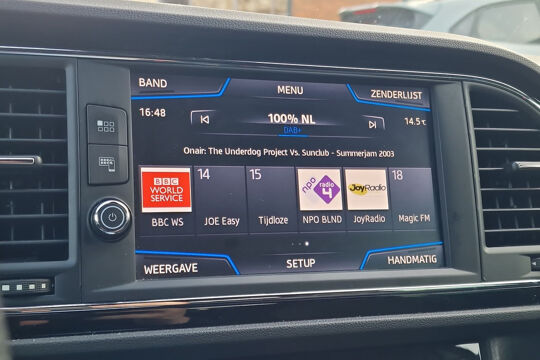 BAND
MENU
ZENDERLIJST
16:48
100% NL
DAB+
14.5°C
Onair: The Underdog Project Vs. Sunclub - Summerjam 2003
BBC
WORLD
SERVICE
BBC WS
14
JOE Easy
15
Tijdloze
npo
radio
4
NPO BLND
JoyRadio
JoyRadio
18
Magic FM
WEERGAVE
SETUP
HANDMATIG